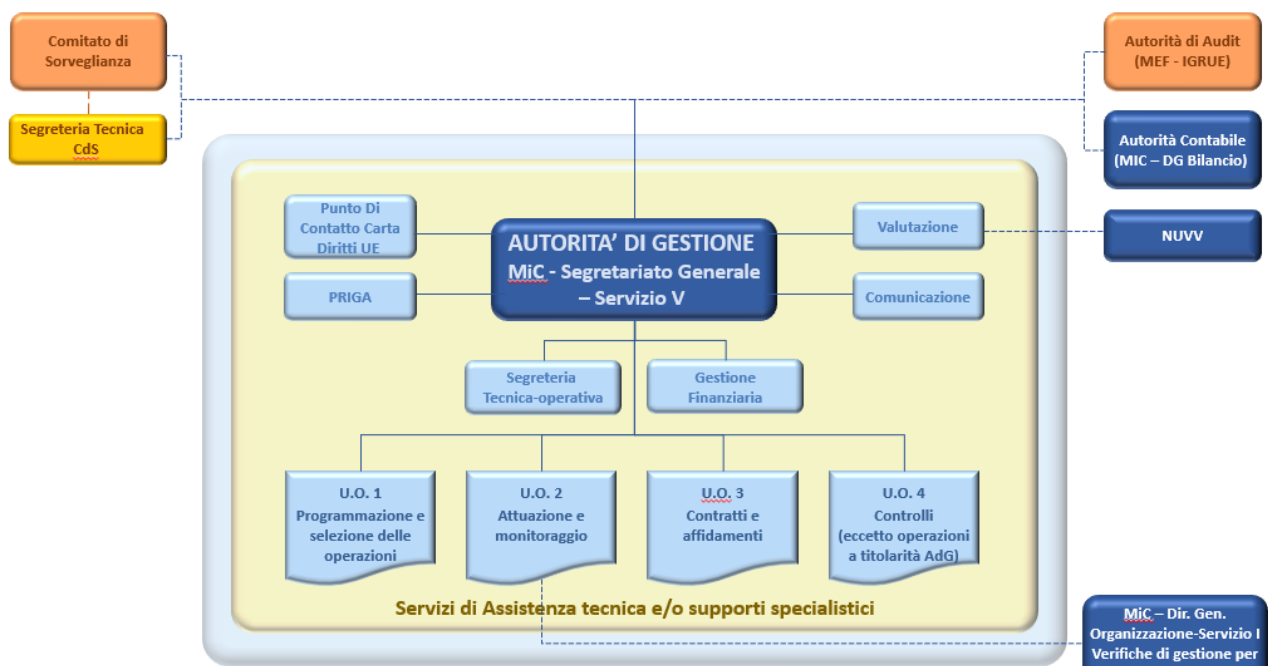 Comitato di
Sorveglianza
Segreteria Tecnica
CdS
Autorità di Audit
(MEF - IGRUE)
Autorità Contabile
(MIC – DG Bilancio)
NUVV
Punto Di
Contatto Carta
Diritti UE
PRIGA
AUTORITA’ DI GESTIONE
MiC - Segretariato Generale
– Servizio V
Valutazione
Comunicazione
Segreteria
Tecnica-operativa
Gestione
Finanziaria
U.O. 1
Programmazione e
selezione delle
operazioni
U.O. 2
Attuazione e
monitoraggio
U.O. 3
Contratti e
affidamenti
U.O. 4
Controlli
(eccetto operazioni
a titolarità AdG)
Servizi di Assistenza tecnica e/o supporti specialistici
MiC – Dir. Gen.
Organizzazione-Servizio I
Verifiche di gestione per